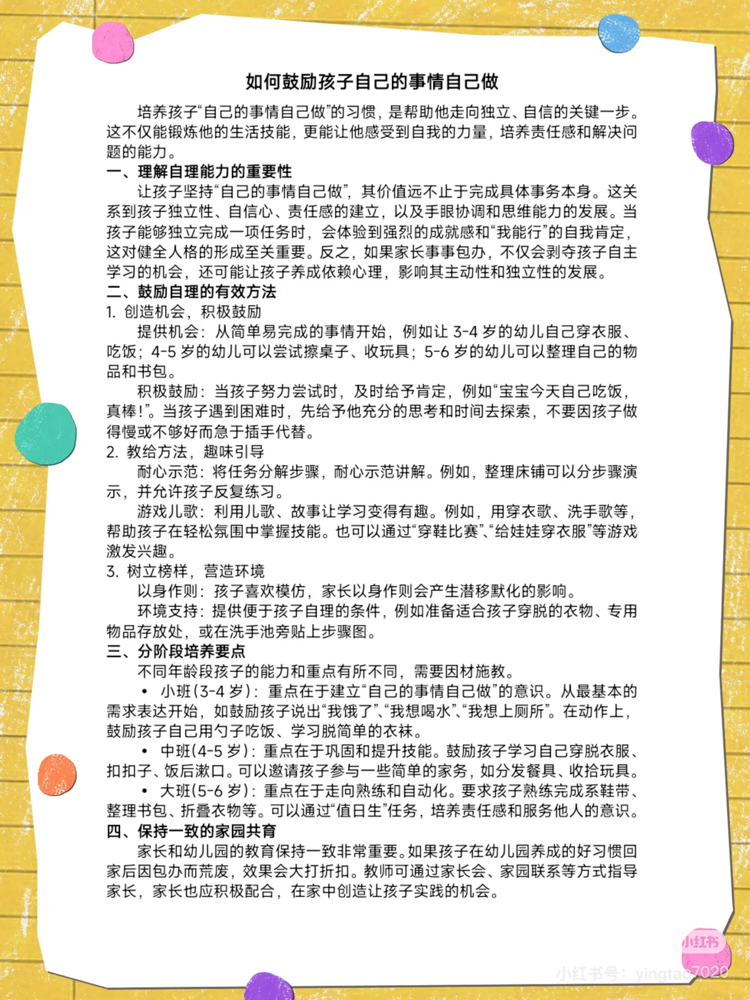 如何鼓励孩子自己的事情自己做
培养孩子“自己的事情自己做”的习惯，是帮助他走向独立、自信的关键一步。
这不仅能锻炼他的生活技能，更能让他感受到自我的力量，培养责任感和解决问
题的能力。
一、理解自理能力的重要性
让孩子坚持“自己的事情自己做”，其价值远不止于完成具体事务本身。这关
系到孩子独立性、自信心、责任感的建立，以及手眼协调和思维能力的发展。当
孩子能够独立完成一项任务时，会体验到强烈的成就感和“我能行”的自我肯定，
这对健全人格的形成至关重要。反之，如果家长事事包办，不仅会剥夺孩子自主
学习的机会，还可能让孩子养成依赖心理，影响其主动性和独立性的发展。
二、鼓励自理的有效方法
1. 创造机会，积极鼓励
提供机会：从简单易完成的事情开始，例如让 3-4 岁的幼儿自己穿衣服、
吃饭；4-5 岁的幼儿可以尝试擦桌子、收玩具；5-6 岁的幼儿可以整理自己的物
品和书包。
积极鼓励：当孩子努力尝试时，及时给予肯定，例如“宝宝今天自己吃饭，
真棒！”。当孩子遇到困难时，先给予他充分的思考和时间去探索，不要因孩子做
得慢或不够好而急于插手代替。
2. 教给方法，趣味引导
耐心示范：将任务分解步骤，耐心示范讲解。例如，整理床铺可以分步骤演
示，并允许孩子反复练习。
游戏儿歌：利用儿歌、故事让学习变得有趣。例如，用穿衣歌、洗手歌等，
帮助孩子在轻松氛围中掌握技能。也可以通过“穿鞋比赛”、“给娃娃穿衣服”等游戏
激发兴趣。
3. 树立榜样，营造环境
以身作则：孩子喜欢模仿，家长以身作则会产生潜移默化的影响。
环境支持：提供便于孩子自理的条件，例如准备适合孩子穿脱的衣物、专用
物品存放处，或在洗手池旁贴上步骤图。
三、分阶段培养要点
不同年龄段孩子的能力和重点有所不同，需要因材施教。
• 小班(3-4 岁)：重点在于建立“自己的事情自己做”的意识。从最基本的
需求表达开始，如鼓励孩子说出“我饿了”、“我想喝水”、“我想上厕所”。在动作上，
鼓励孩子自己用勺子吃饭、学习脱简单的衣袜。
• 中班(4-5 岁)：重点在于巩固和提升技能。鼓励孩子学习自己穿脱衣服、
扣扣子、饭后漱口。可以邀请孩子参与一些简单的家务，如分发餐具、收拾玩具。
• 大班(5-6 岁)：重点在于走向熟练和自动化。要求孩子熟练完成系鞋带、
整理书包、折叠衣物等。可以通过“值日生”任务，培养责任感和服务他人的意识。
四、保持一致的家园共育
家长和幼儿园的教育保持一致非常重要。如果孩子在幼儿园养成的好习惯回
家后因包办而荒废，效果会大打折扣。教师可通过家长会、家园联系等方式指导
家长，家长也应积极配合，在家中创造让孩子实践的机会。
小红书
小红书号：yingtao7020